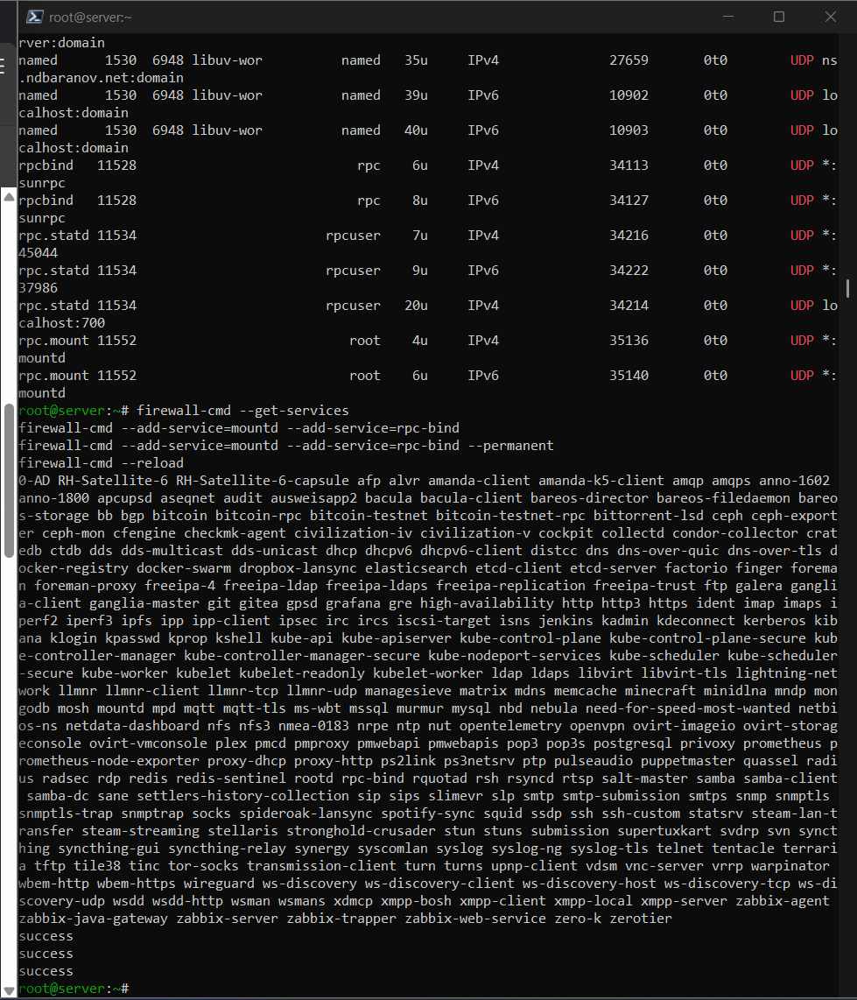 root@server:~
rver:domain
named      1530  6948 libuv-wor          named   35u     IPv4              27659       0t0        UDP ns
.ndbaranov.net:domain
named      1530  6948 libuv-wor          named   39u     IPv6              10902       0t0        UDP lo
calhost:domain
named      1530  6948 libuv-wor          named   40u     IPv6              10903       0t0        UDP lo
calhost:domain
rpcbind   11528                            rpc    6u     IPv4              34113       0t0        UDP *:
sunrpc
rpcbind   11528                            rpc    8u     IPv6              34127       0t0        UDP *:
sunrpc
rpc.statd 11534                        rpcuser    7u     IPv4              34216       0t0        UDP *:
45044
rpc.statd 11534                        rpcuser    9u     IPv6              34222       0t0        UDP *:
37986
rpc.statd 11534                        rpcuser   20u     IPv4              34214       0t0        UDP lo
calhost:700
rpc.mount 11552                           root    4u     IPv4              35136       0t0        UDP *:
mountd
rpc.mount 11552                           root    6u     IPv6              35140       0t0        UDP *:
mountd
root@server:~# firewall-cmd --get-services
firewall-cmd --add-service=mountd --add-service=rpc-bind
firewall-cmd --add-service=mountd --add-service=rpc-bind --permanent
firewall-cmd --reload
0-AD RH-Satellite-6 RH-Satellite-6-capsule afp alvr amanda-client amanda-k5-client amqp amqps anno-1602
anno-1800 apcupsd aseqnet audit ausweisapp2 bacula bacula-client bareos-director bareos-filedaemon bareo
s-storage bb bgp bitcoin bitcoin-rpc bitcoin-testnet bitcoin-testnet-rpc bittorrent-lsd ceph ceph-export
er ceph-mon cfengine checkmk-agent civilization-iv civilization-v cockpit collectd condor-collector crat
edb ctdb dds dds-multicast dds-unicast dhcp dhcpv6 dhcpv6-client distcc dns dns-over-quic dns-over-tls d
ocker-registry docker-swarm dropbox-lansync elasticsearch etcd-client etcd-server factorio finger forema
n foreman-proxy freeipa-4 freeipa-ldap freeipa-ldaps freeipa-replication freeipa-trust ftp galera gangli
a-client ganglia-master git gitea gpsd grafana gre high-availability http http3 https ident imap imaps i
perf2 iperf3 ipfs ipp ipp-client ipsec irc ircs iscsi-target isns jenkins kadmin kdeconnect kerberos kib
ana klogin kpasswd kprop kshell kube-api kube-apiserver kube-control-plane kube-control-plane-secure kub
e-controller-manager kube-controller-manager-secure kube-nodeport-services kube-scheduler kube-scheduler
-secure kube-worker kubelet kubelet-readonly kubelet-worker ldap ldaps libvirt libvirt-tls lightning-net
work llmnr llmnr-client llmnr-tcp llmnr-udp managesieve matrix mdns memcache minecraft minidlna mndp mon
godb mosh mountd mpd mqtt mqtt-tls ms-wbt mssql murmur mysql nbd nebula need-for-speed-most-wanted netbi
os-ns netdata-dashboard nfs nfs3 nmea-0183 nrpe ntp nut opentelemetry openvpn ovirt-imageio ovirt-storag
econsole ovirt-vmconsole plex pmcd pmproxy pmwebapi pmwebapis pop3 pop3s postgresql privoxy prometheus p
rometheus-node-exporter proxy-dhcp proxy-http ps2link ps3netsrv ptp pulseaudio puppetmaster quassel radi
us radsec rdp redis redis-sentinel rootd rpc-bind rquotad rsh rsyncd rtsp salt-master samba samba-client
 samba-dc sane settlers-history-collection sip sips slimevr slp smtp smtp-submission smtps snmp snmptls
snmptls-trap snmptrap socks spideroak-lansync spotify-sync squid ssdp ssh ssh-custom statsrv steam-lan-t
ransfer steam-streaming stellaris stronghold-crusader stun stuns submission supertuxkart svdrp svn synct
hing syncthing-gui syncthing-relay synergy syscomlan syslog syslog-ng syslog-tls telnet tentacle terrari
a tftp tile38 tinc tor-socks transmission-client turn turns upnp-client vdsm vnc-server vrrp warpinator
wbem-http wbem-https wireguard ws-discovery ws-discovery-client ws-discovery-host ws-discovery-tcp ws-di
scovery-udp wsdd wsdd-http wsman wsmans xdmcp xmpp-bosh xmpp-client xmpp-local xmpp-server zabbix-agent
zabbix-java-gateway zabbix-server zabbix-trapper zabbix-web-service zero-k zerotier
success
success
success
root@server:~#